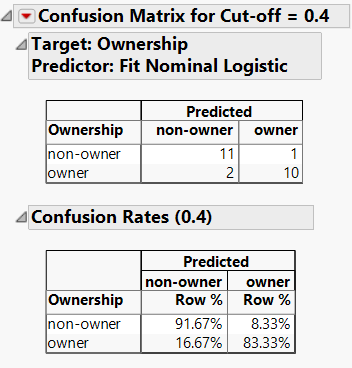 Confusion Matrix for Cut-off = 0.4
Target: Ownership
Predictor: Fit Nominal Logistic
Predicted
Ownership non-owner owner
non-owner 11 1
owner 2 10
Confusion Rates (0.4)
Predicted
non-owner owner
Ownership Row % Row %
non-owner 91.67% 8.33%
owner 16.67% 83.33%